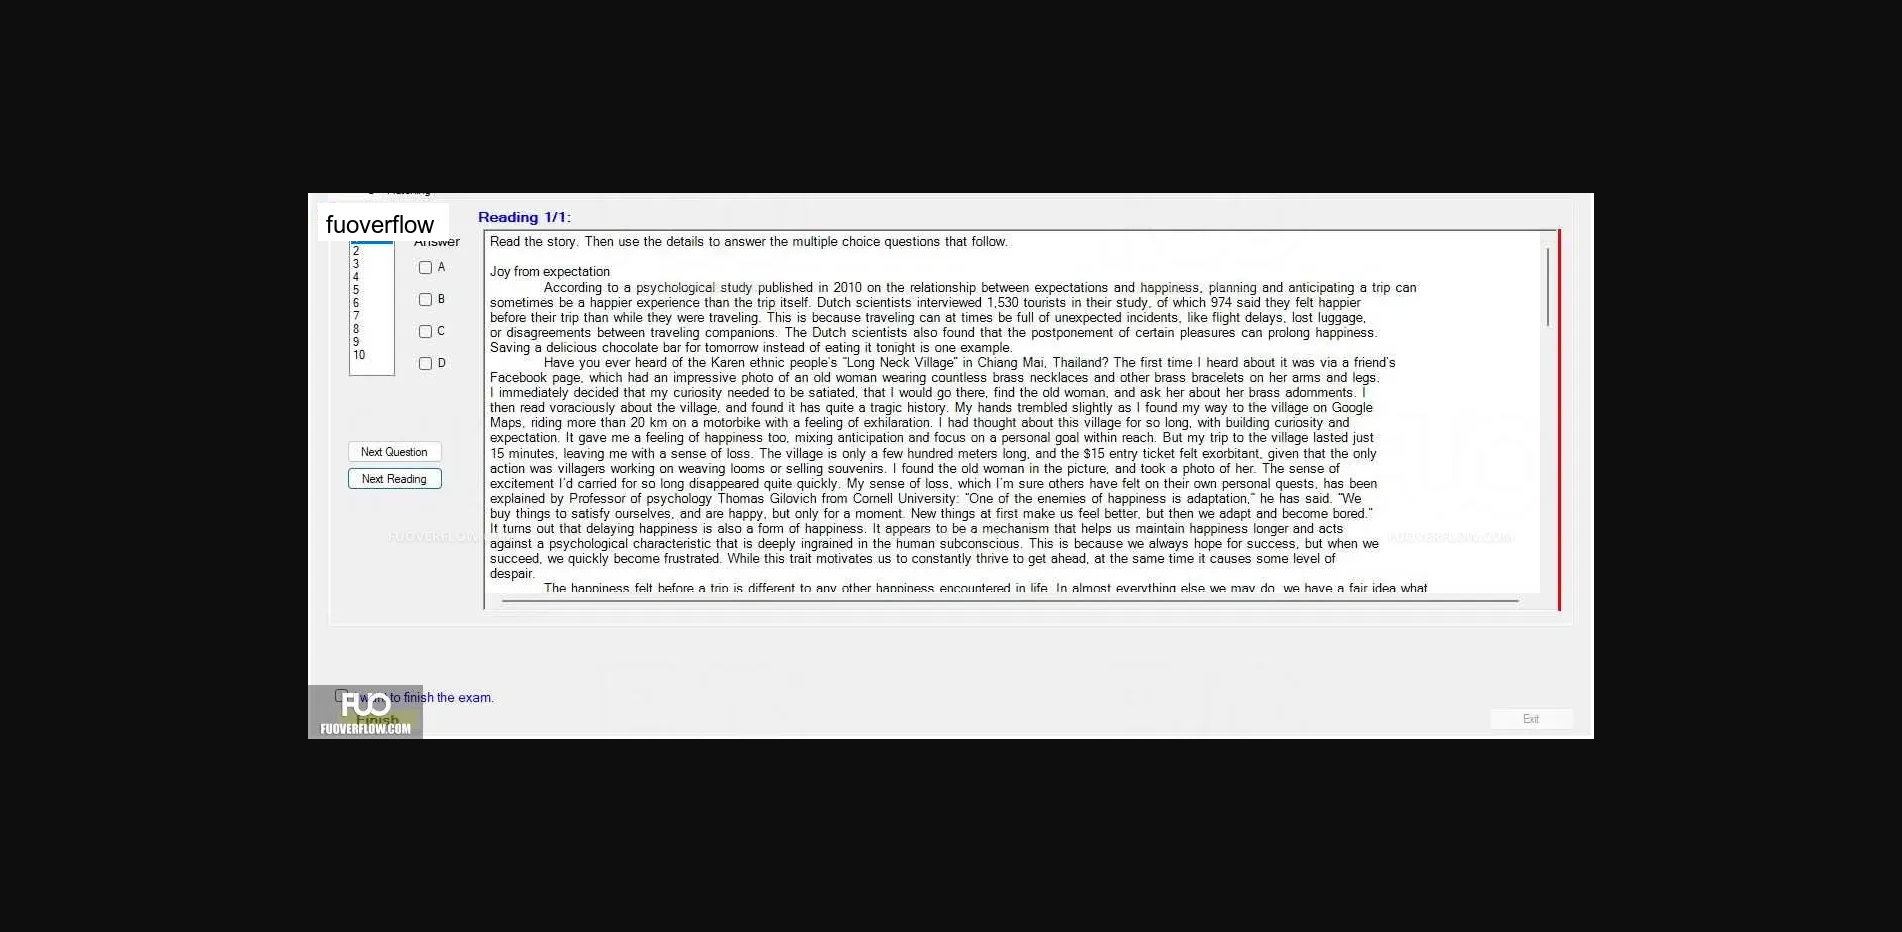 fuoverflow
Reading 1/1:
Answer
2
3
4
5
6
7
8
9
10
A
B
C
D
Next Question
Next Reading
Read the story. Then use the details to answer the multiple choice questions that follow.
Joy from expectation
According to a psychological study published in 2010 on the relationship between expectations and happiness, planning and anticipating a trip can
sometimes be a happier experience than the trip itself. Dutch scientists interviewed 1,530 tourists in their study, of which 974 said they felt happier
before their trip than while they were traveling. This is because traveling can at times be full of unexpected incidents, like flight delays, lost luggage,
or disagreements between traveling companions. The Dutch scientists also found that the postponement of certain pleasures can prolong happiness.
Saving a delicious chocolate bar for tomorrow instead of eating it tonight is one example.
Have you ever heard of the Karen ethnic people's "Long Neck Village" in Chiang Mai, Thailand? The first time I heard about it was via a friend's
Facebook page, which had an impressive photo of an old woman wearing countless brass necklaces and other brass bracelets on her arms and legs.
I immediately decided that my curiosity needed to be satiated, that I would go there, find the old woman, and ask her about her brass adornments. I
then read voraciously about the village, and found it has quite a tragic history. My hands trembled slightly as I found my way to the village on Google
Maps, riding more than 20 km on a motorbike with a feeling of exhilaration. I had thought about this village for so long, with building curiosity and
expectation. It gave me a feeling of happiness too, mixing anticipation and focus on a personal goal within reach. But my trip to the village lasted just
15 minutes, leaving me with a sense of loss. The village is only a few hundred meters long, and the $15 entry ticket felt exorbitant, given that the only
action was villagers working on weaving looms or selling souvenirs. I found the old woman in the picture, and took a photo of her. The sense of
excitement I'd carried for so long disappeared quite quickly. My sense of loss, which I'm sure others have felt on their own personal quests, has been
explained by Professor of psychology Thomas Gilovich from Cornell University: "One of the enemies of happiness is adaptation," he has said. "We
buy things to satisfy ourselves, and are happy, but only for a moment. New things at first make us feel better, but then we adapt and become bored."
It turns out that delaying happiness is also a form of happiness. It appears to be a mechanism that helps us maintain happiness longer and acts
against a psychological characteristic that is deeply ingrained in the human subconscious. This is because we always hope for success, but when we
succeed, we quickly become frustrated. While this trait motivates us to constantly thrive to get ahead, at the same time it causes some level of
despair.
The happiness felt before a trip is different to any other happiness encountered in life. In almost everything else we may do, we have a fair idea what
FUOVERFLOW.COM
I want to finish the exam.
Finish
FUO
FUOVERFLOW.COM
Exit